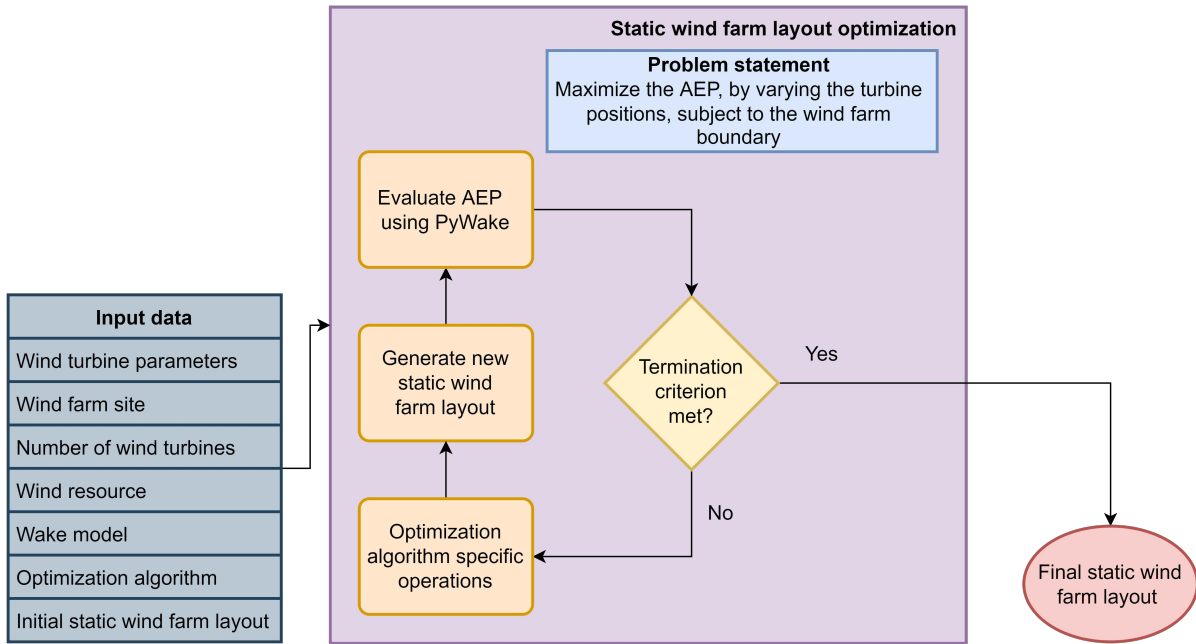 Static wind farm layout optimization
Problem statement
Maximize the AEP, by varying the turbine
positions, subject to the wind farm
boundary
Evaluate AEP
using PyWake
Input data
Wind turbine parameters
Wind farm site
Number of wind turbines
Wind resource
Wake model
Optimization algorithm
Initial static wind farm layout
Generate new
static wind
farm layout
Termination
criterion
met?
Yes
No
Optimization
algorithm specific
operations
Final static wind
farm layout